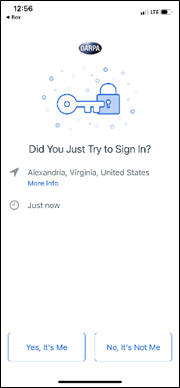 12:56
LTE
Box
DARPA
Did You Just Try to Sign In?
Alexandria, Virginia, United States
More Info
Just now
Yes, It's Me
No, It's Not Me